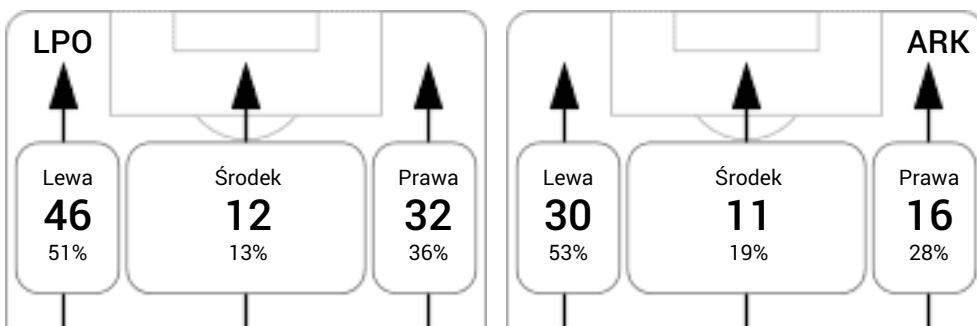 LPO
Lewa
46
51%
Środek
12
13%
Prawa
32
36%
ARK
Lewa
30
53%
Środek
11
19%
Prawa
16
28%